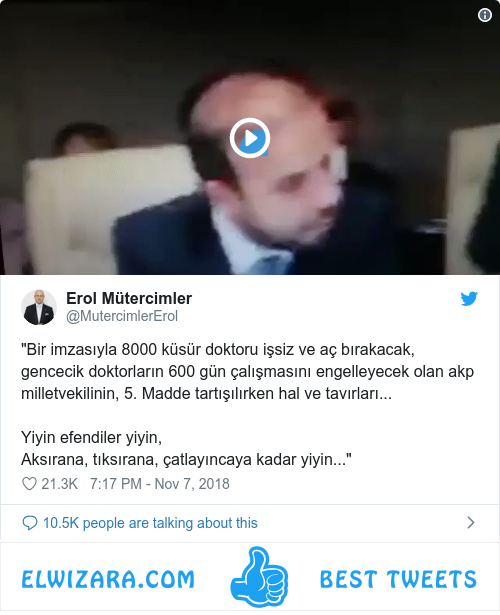 Erol Mütercimler
@MutercimlerErol
"Bir imzasıyla 8000 küsür doktoru işsiz ve aç bırakacak,
gencecik doktorların 600 gün çalışmasını engelleyecek olan akp
milletvekilinin, 5. Madde tartışılırken hal ve tavırları...
Yiyin efendiler yiyin,
Aksırana, tıksırana, çatlayıncaya kadar yiyin..."
21.3K 7:17 PM - Nov 7, 2018
10.5K people are talking about this
ELWIZARA.COM BEST TWEETS